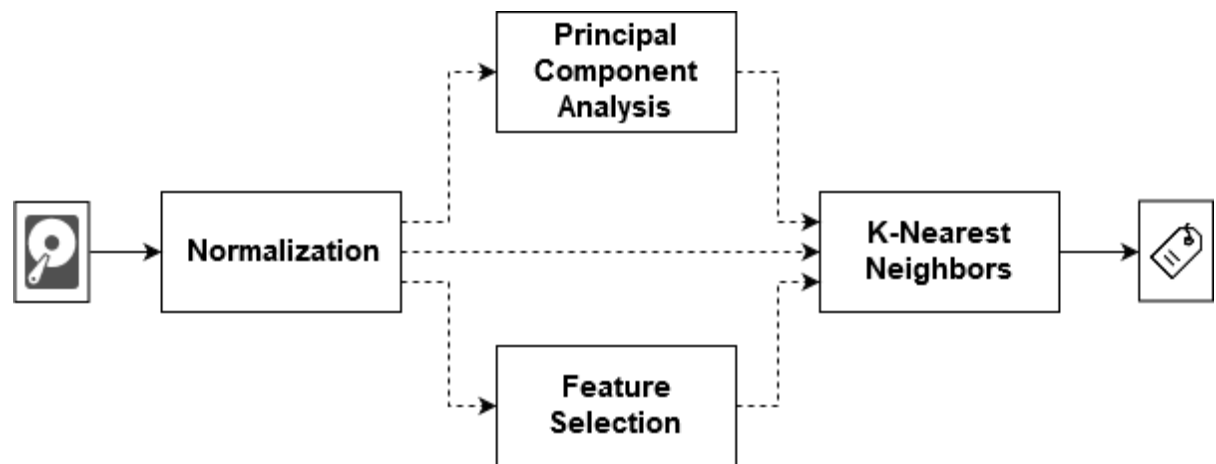 Principal
Component
Analysis
Normalization
K-Nearest
Neighbors
Feature
Selection